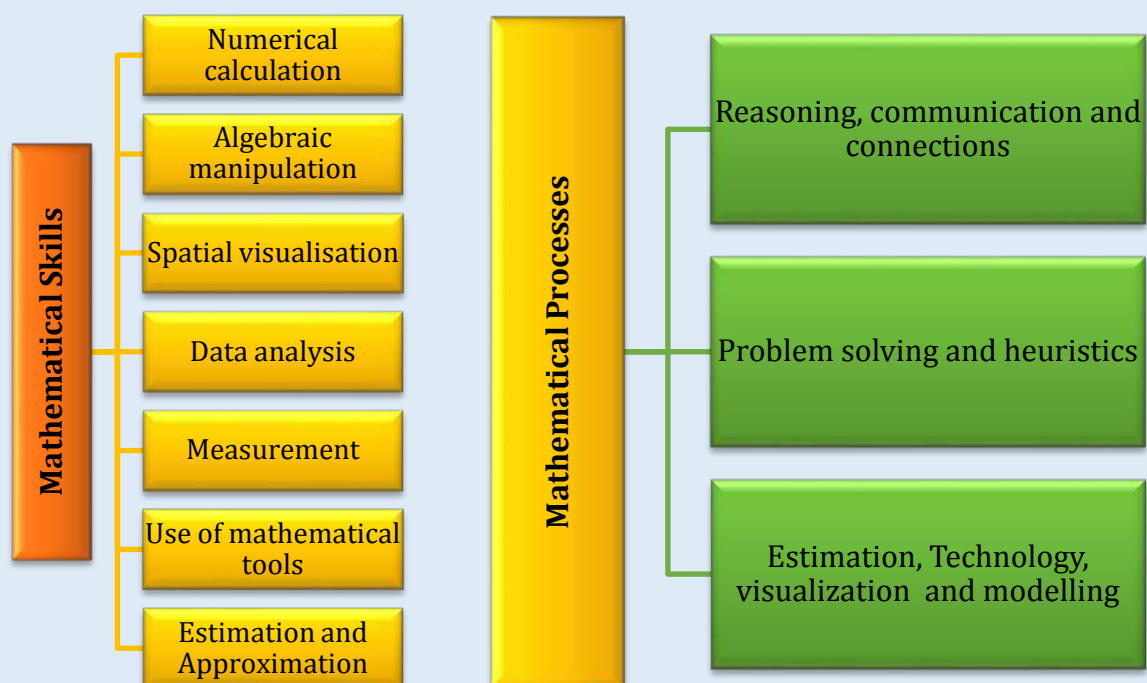 Mathematical Skills
Numerical
calculation
Algebraic
manipulation
Spatial visualisation
Data analysis
Measurement
Use of mathematical
tools
Estimation and
Approximation
Mathematical Processes
Reasoning, communication and
connections
Problem solving and heuristics
Estimation, Technology,
visualization and modelling